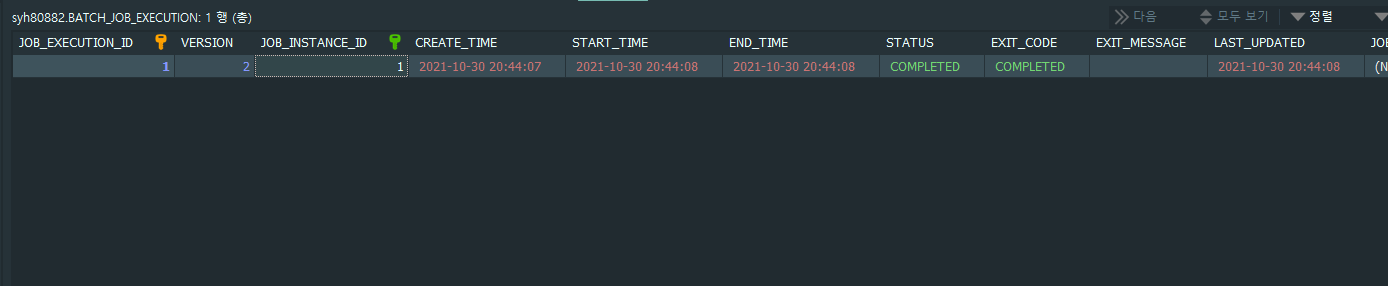 syh80882.BATCH_JOB_EXECUTION: 1 행 (총) 다음 모두 보기 정렬
JOB_EXECUTION_ID VERSION JOB_INSTANCE_ID CREATE_TIME START_TIME END_TIME STATUS EXIT_CODE EXIT_MESSAGE LAST_UPDATED JO
1 2 1 2021-10-30 20:44:07 2021-10-30 20:44:08 2021-10-30 20:44:08 COMPLETED COMPLETED 2021-10-30 20:44:08 (N